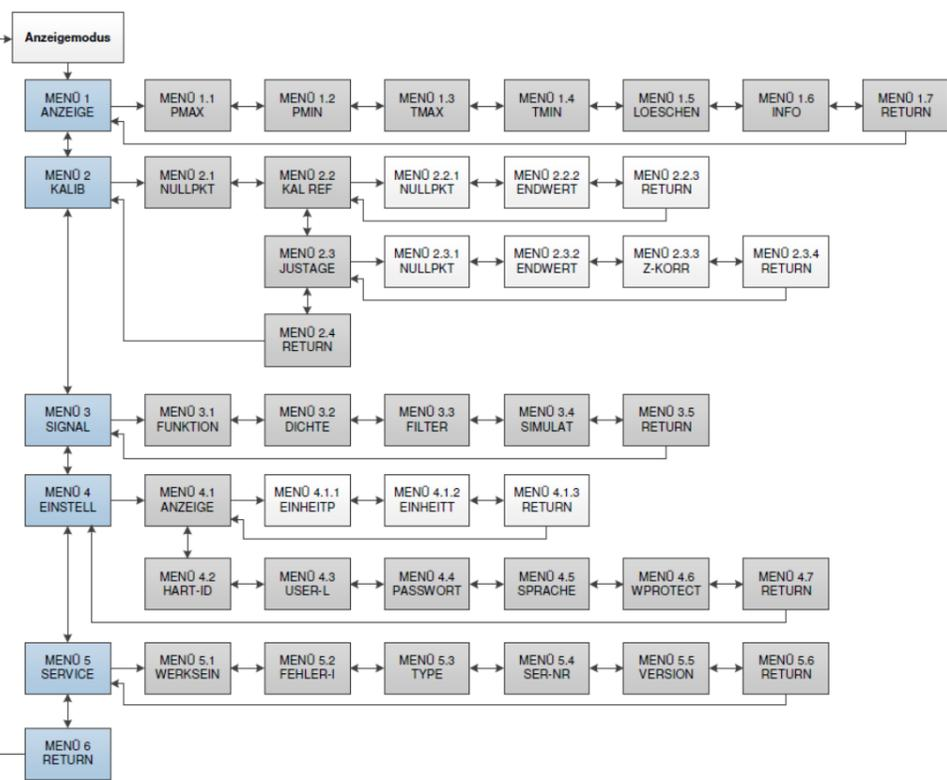 Anzeigemodus
MENÜ 1
ANZEIGE
MENÜ 1.1
PMAX
MENÜ 1.2
PMIN
MENÜ 1.3
TMAX
MENÜ 1.4
TMIN
MENÜ 1.5
LOESCHEN
MENÜ 1.6
INFO
MENÜ 1.7
RETURN
MENÜ 2
KALIB
MENÜ 2.1
NULLPKT
MENÜ 2.2
KAL REF
MENÜ 2.2.1
NULLPKT
MENÜ 2.2.2
ENDWERT
MENÜ 2.2.3
RETURN
MENÜ 2.3
JUSTAGE
MENÜ 2.3.1
NULLPKT
MENÜ 2.3.2
ENDWERT
MENÜ 2.3.3
Z-KORR
MENÜ 2.3.4
RETURN
MENÜ 2.4
RETURN
MENÜ 3
SIGNAL
MENÜ 3.1
FUNKTION
MENÜ 3.2
DICHTE
MENÜ 3.3
FILTER
MENÜ 3.4
SIMULAT
MENÜ 3.5
RETURN
MENÜ 4
EINSTELL
MENÜ 4.1
ANZEIGE
MENÜ 4.1.1
EINHEITP
MENÜ 4.1.2
EINHEITT
MENÜ 4.1.3
RETURN
MENÜ 4.2
HART-ID
MENÜ 4.3
USER-L
MENÜ 4.4
PASSWORT
MENÜ 4.5
SPRACHE
MENÜ 4.6
WPROTECT
MENÜ 4.7
RETURN
MENÜ 5
SERVICE
MENÜ 5.1
WERKSEIN
MENÜ 5.2
FEHLER-I
MENÜ 5.3
TYPE
MENÜ 5.4
SER-NR
MENÜ 5.5
VERSION
MENÜ 5.6
RETURN
MENÜ 6
RETURN